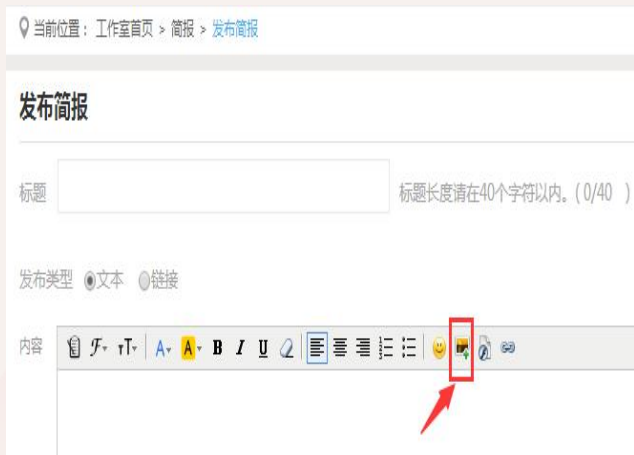 当前位置：工作室首页 > 简报 > 发布简报
发布简报
标题 标题长度请在40个字符以内。( 0/40 )
发布类型 文本 链接
内容 F T A A B I U